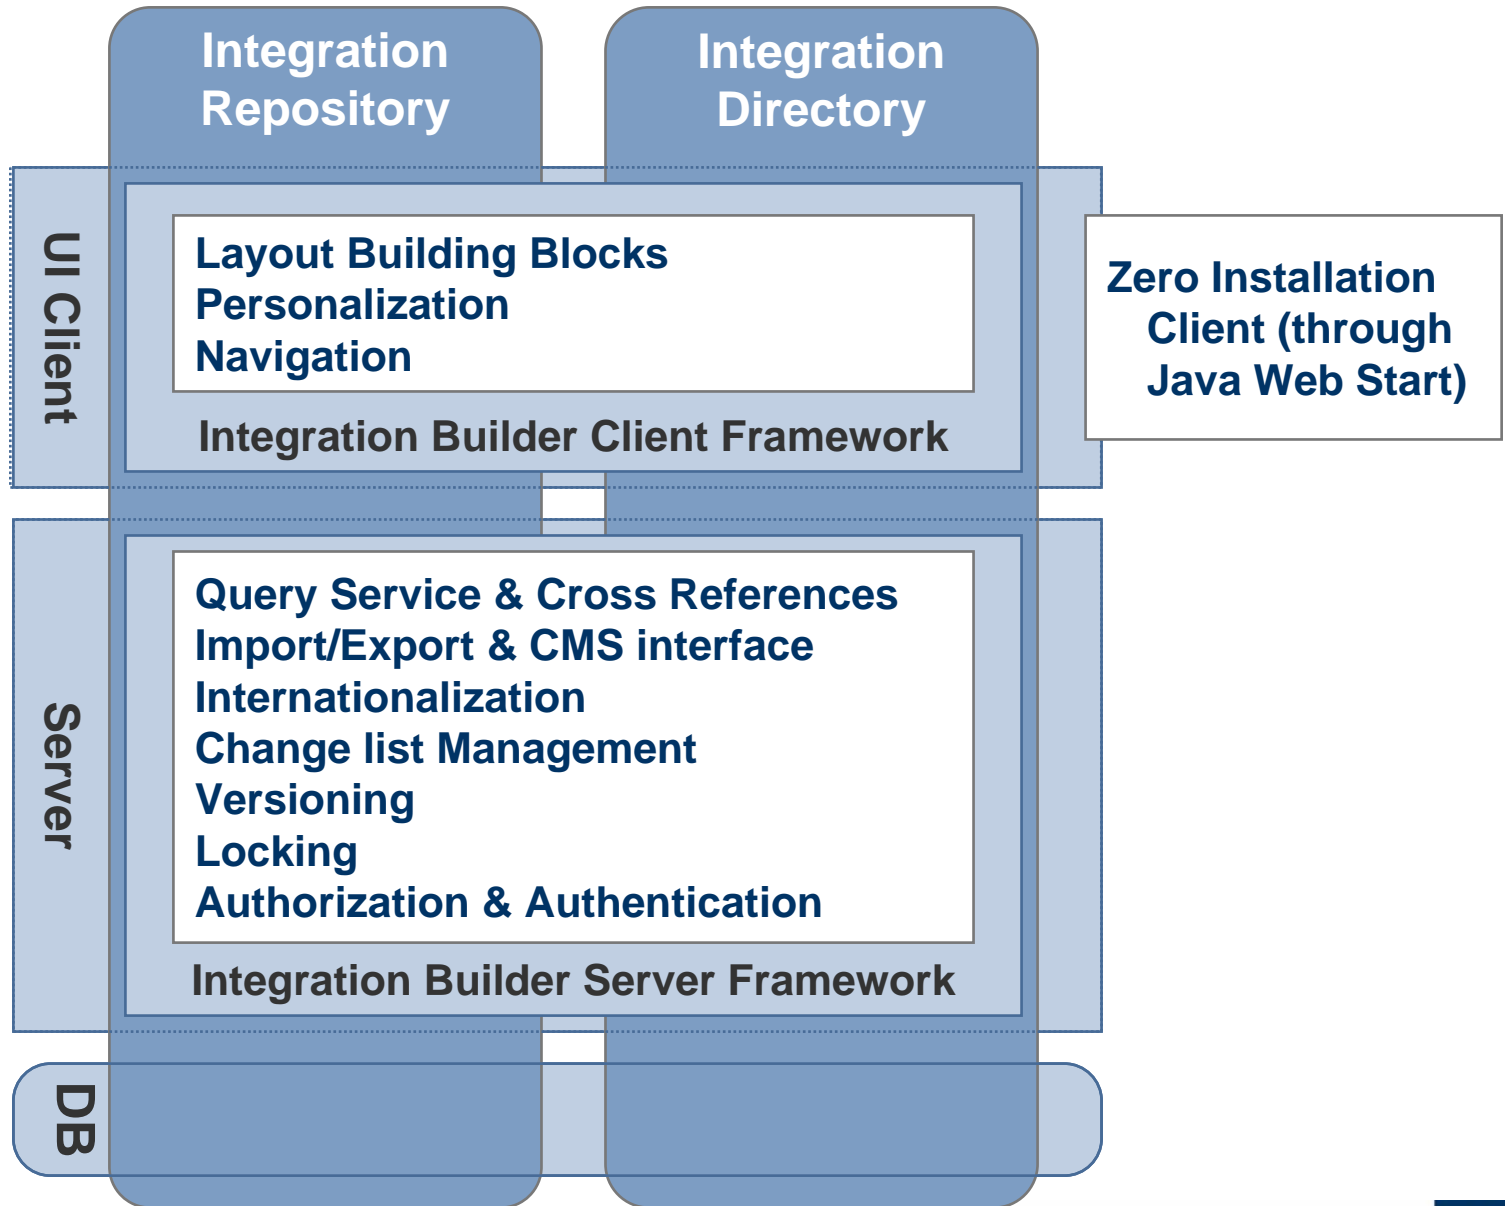 Integration
Repository
Integration
Directory
UI Client
Layout Building Blocks
Personalization
Navigation
Integration Builder Client Framework
Zero Installation
Client (through
Java Web Start)
Server
Query Service & Cross References
Import/Export & CMS interface
Internationalization
Change list Management
Versioning
Locking
Authorization & Authentication
Integration Builder Server Framework
DB